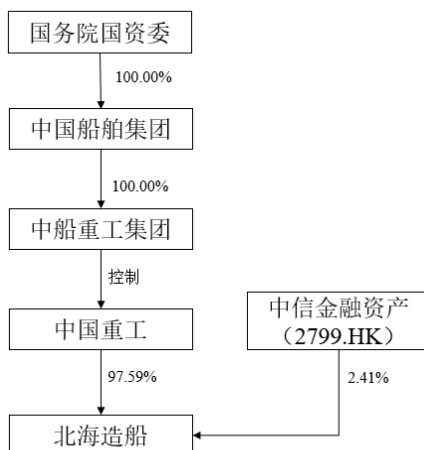 国务院国资委
100.00%
中国船舶集团
100.00%
中船重工集团
控制
中国重工
中信金融资产
（2799.HK）
97.59%
2.41%
北海造船